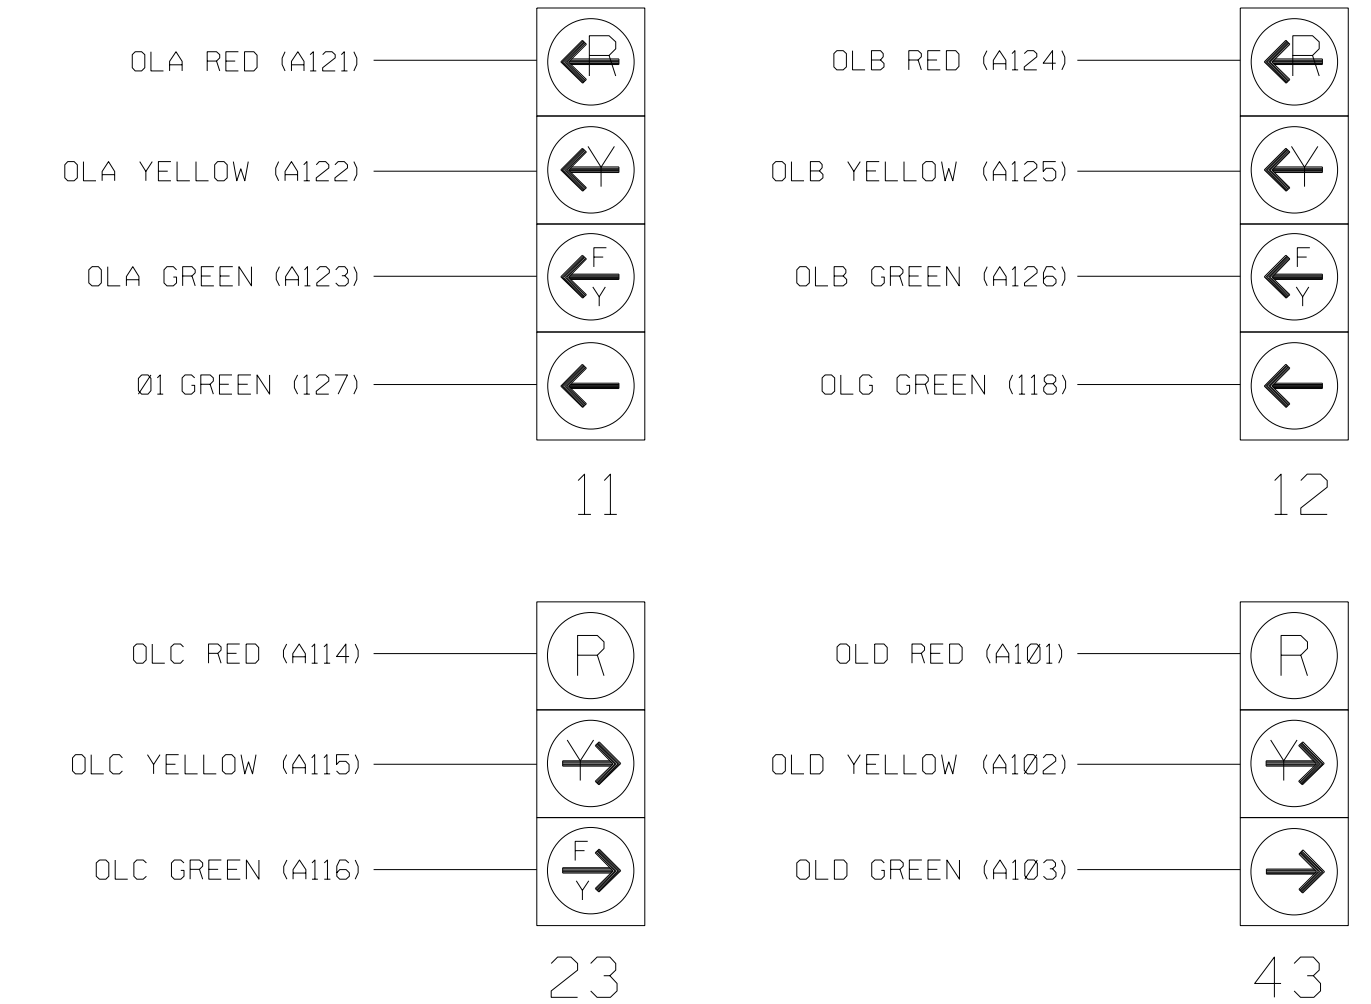 OLA RED (A121)
R
OLA YELLOW (A122)
Y
OLA GREEN (A123)
F
Y
Ø1 GREEN (127)
11
OLB RED (A124)
R
OLB YELLOW (A125)
Y
OLB GREEN (A126)
F
Y
OLG GREEN (118)
12
OLC RED (A114)
R
OLC YELLOW (A115)
Y
OLC GREEN (A116)
F
Y
23
OLD RED (A1Ø1)
R
OLD YELLOW (A1Ø2)
Y
OLD GREEN (A1Ø3)
43